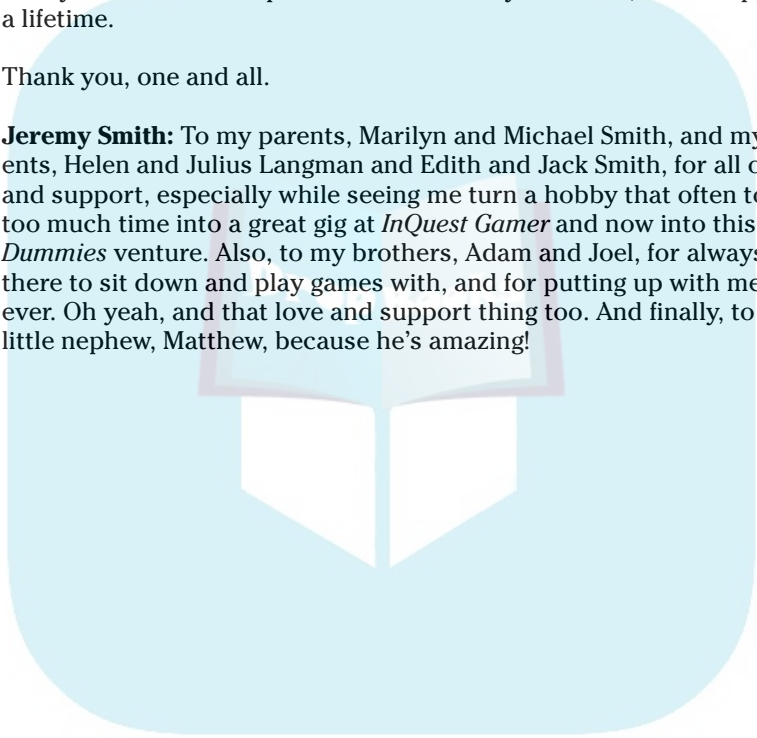 a lifetime.
Thank you, one and all.
Jeremy Smith: To my parents, Marilyn and Michael Smith, and my
ents, Helen and Julius Langman and Edith and Jack Smith, for all o
and support, especially while seeing me turn a hobby that often to
too much time into a great gig at InQuest Gamer and now into this
Dummies venture. Also, to my brothers, Adam and Joel, for always
there to sit down and play games with, and for putting up with me
ever. Oh yeah, and that love and support thing too. And finally, to
little nephew, Matthew, because he's amazing!